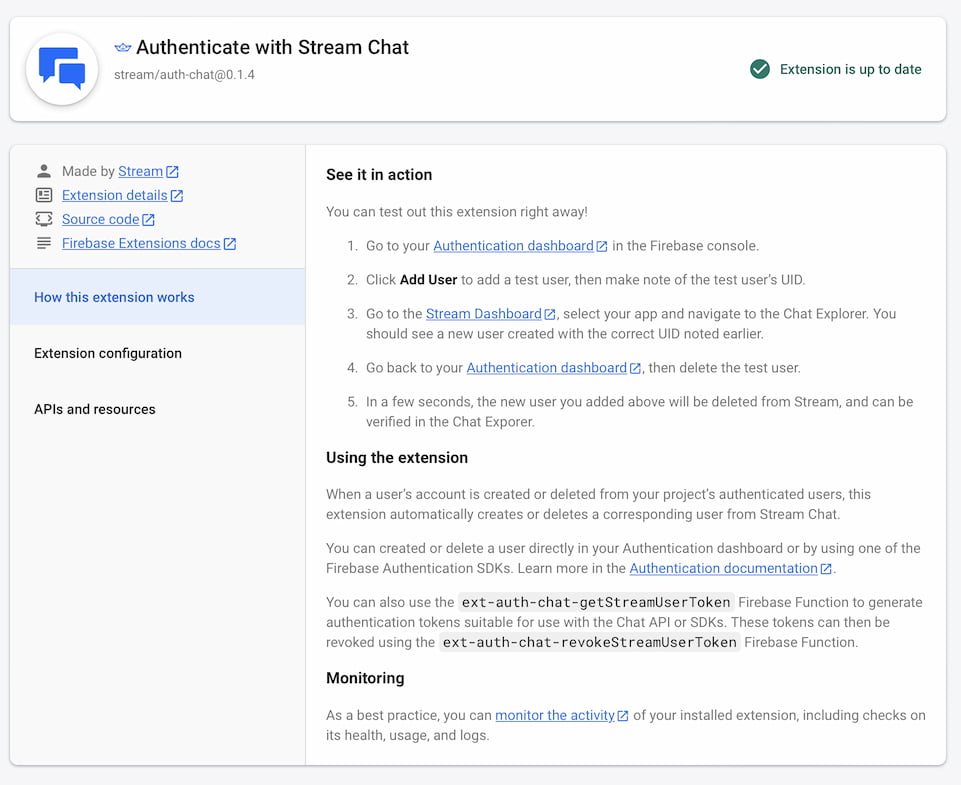 Authenticate with Stream Chat
stream/auth-chat@0.1.4
Extension is up to date
Made by Stream
Extension details
Source code
Firebase Extensions docs
How this extension works
Extension configuration
APIs and resources
See it in action
You can test out this extension right away!
1. Go to your Authentication dashboard in the Firebase console.
2. Click Add User to add a test user, then make note of the test user's UID.
3. Go to the Stream Dashboard, select your app and navigate to the Chat Explorer. You
should see a new user created with the correct UID noted earlier.
4. Go back to your Authentication dashboard, then delete the test user.
5. In a few seconds, the new user you added above will be deleted from Stream, and can be
verified in the Chat Exporer.
Using the extension
When a user's account is created or deleted from your project's authenticated users, this
extension automatically creates or deletes a corresponding user from Stream Chat.
You can created or delete a user directly in your Authentication dashboard or by using one of the
Firebase Authentication SDKs. Learn more in the Authentication documentation.
You can also use the ext-auth-chat-getStreamUserToken Firebase Function to generate
authentication tokens suitable for use with the Chat API or SDKs. These tokens can then be
revoked using the ext-auth-chat-revokeStreamUserToken Firebase Function.
Monitoring
As a best practice, you can monitor the activity of your installed extension, including checks on
its health, usage, and logs.